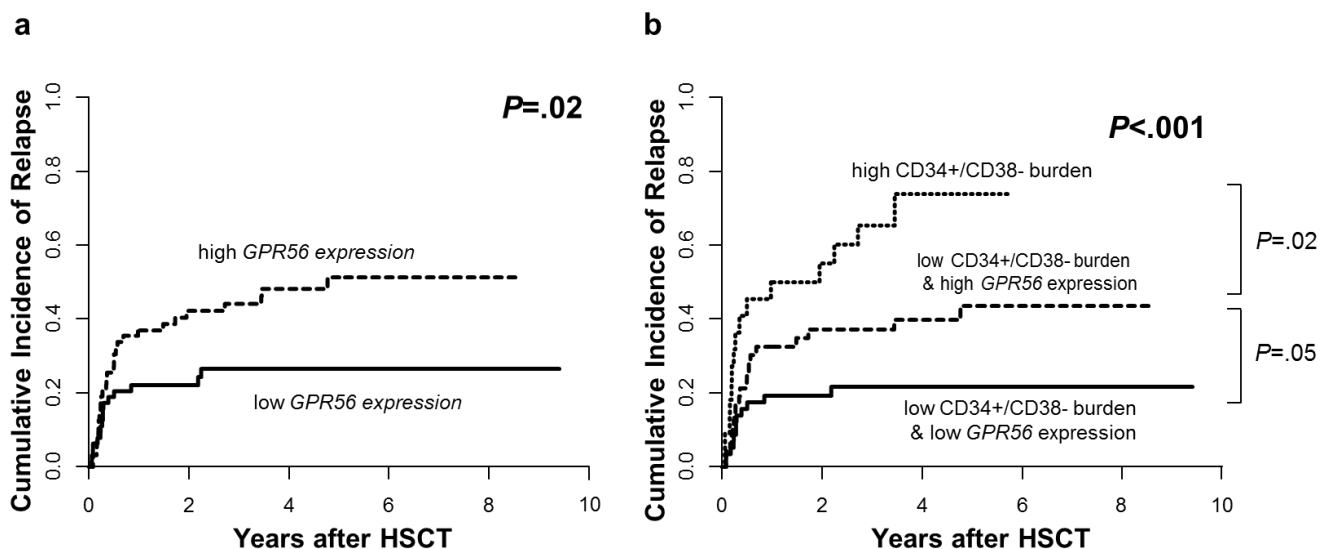 a
Cumulative Incidence of Relapse
1.0
0.8
0.6
0.4
0.2
0.0
P=.02
high GPR56 expression
low GPR56 expression
0 2 4 6 8 10
Years after HSCT
b
Cumulative Incidence of Relapse
1.0
0.8
0.6
0.4
0.2
0.0
P<.001
high CD34+/CD38- burden
P=.02
low CD34+/CD38- burden
& high GPR56 expression
P=.05
low CD34+/CD38- burden
& low GPR56 expression
0 2 4 6 8 10
Years after HSCT